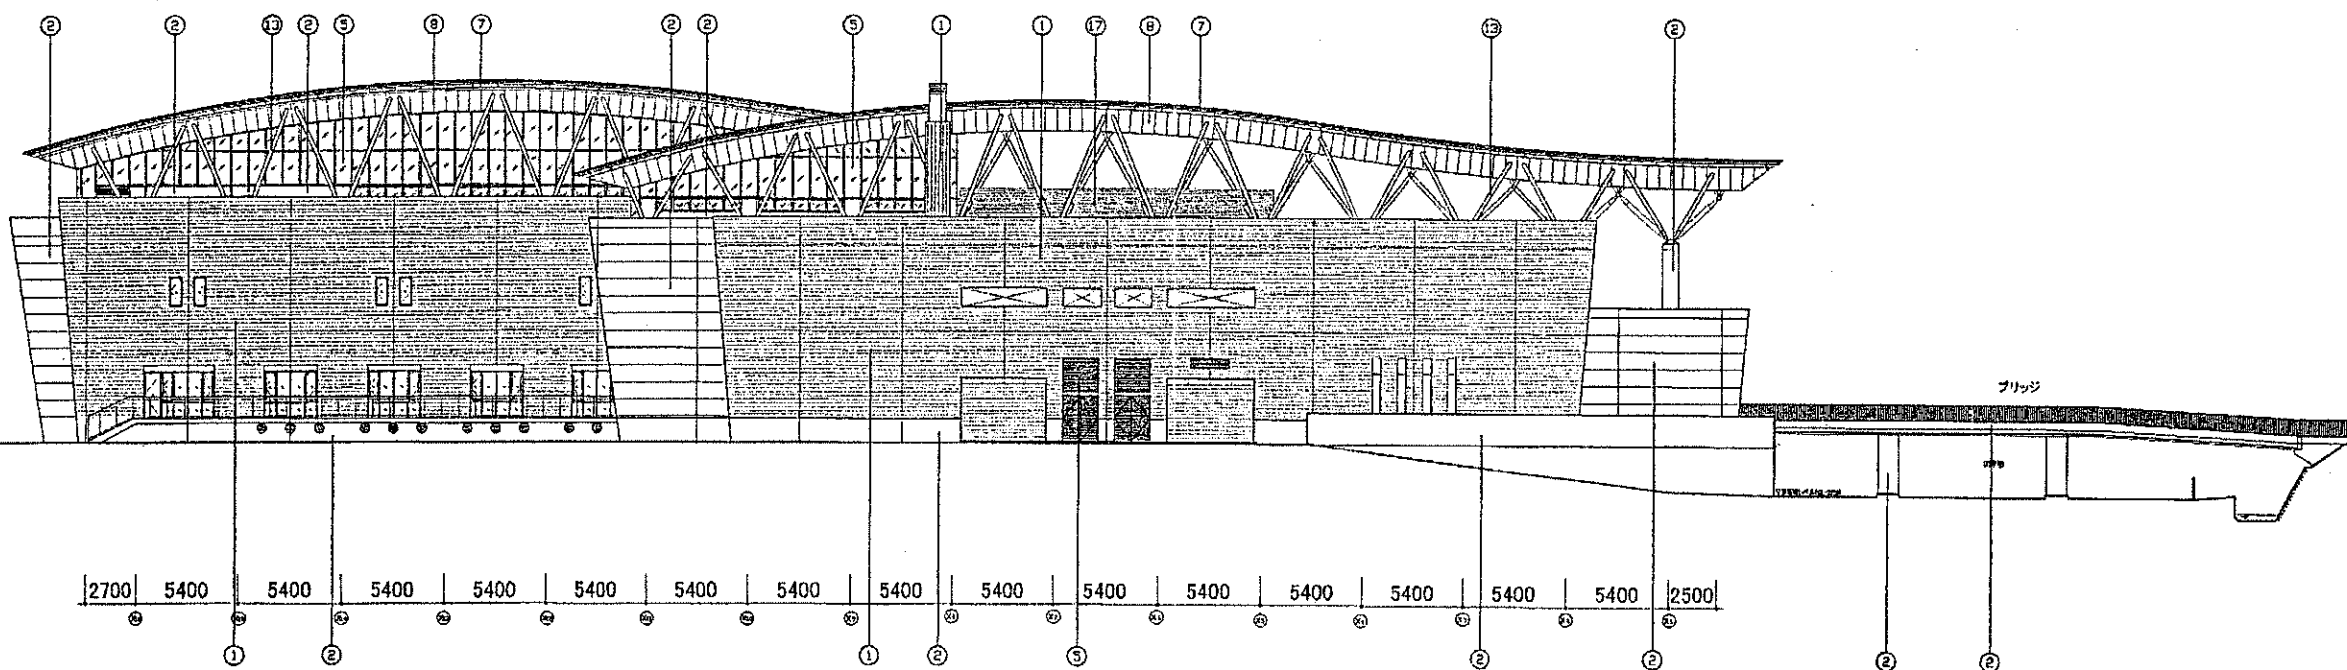 ② ② ⑬ ② ⑤ ⑧ ⑦ ② ② ⑤ ① ① ⑰ ⑧ ⑦ ⑬ ②
ブリッジ
2700 5400 5400 5400 5400 5400 5400 5400 5400 5400 5400 5400 5400 5400 5400 5400 2500
① ② ① ② ⑤ ② ② ② ②